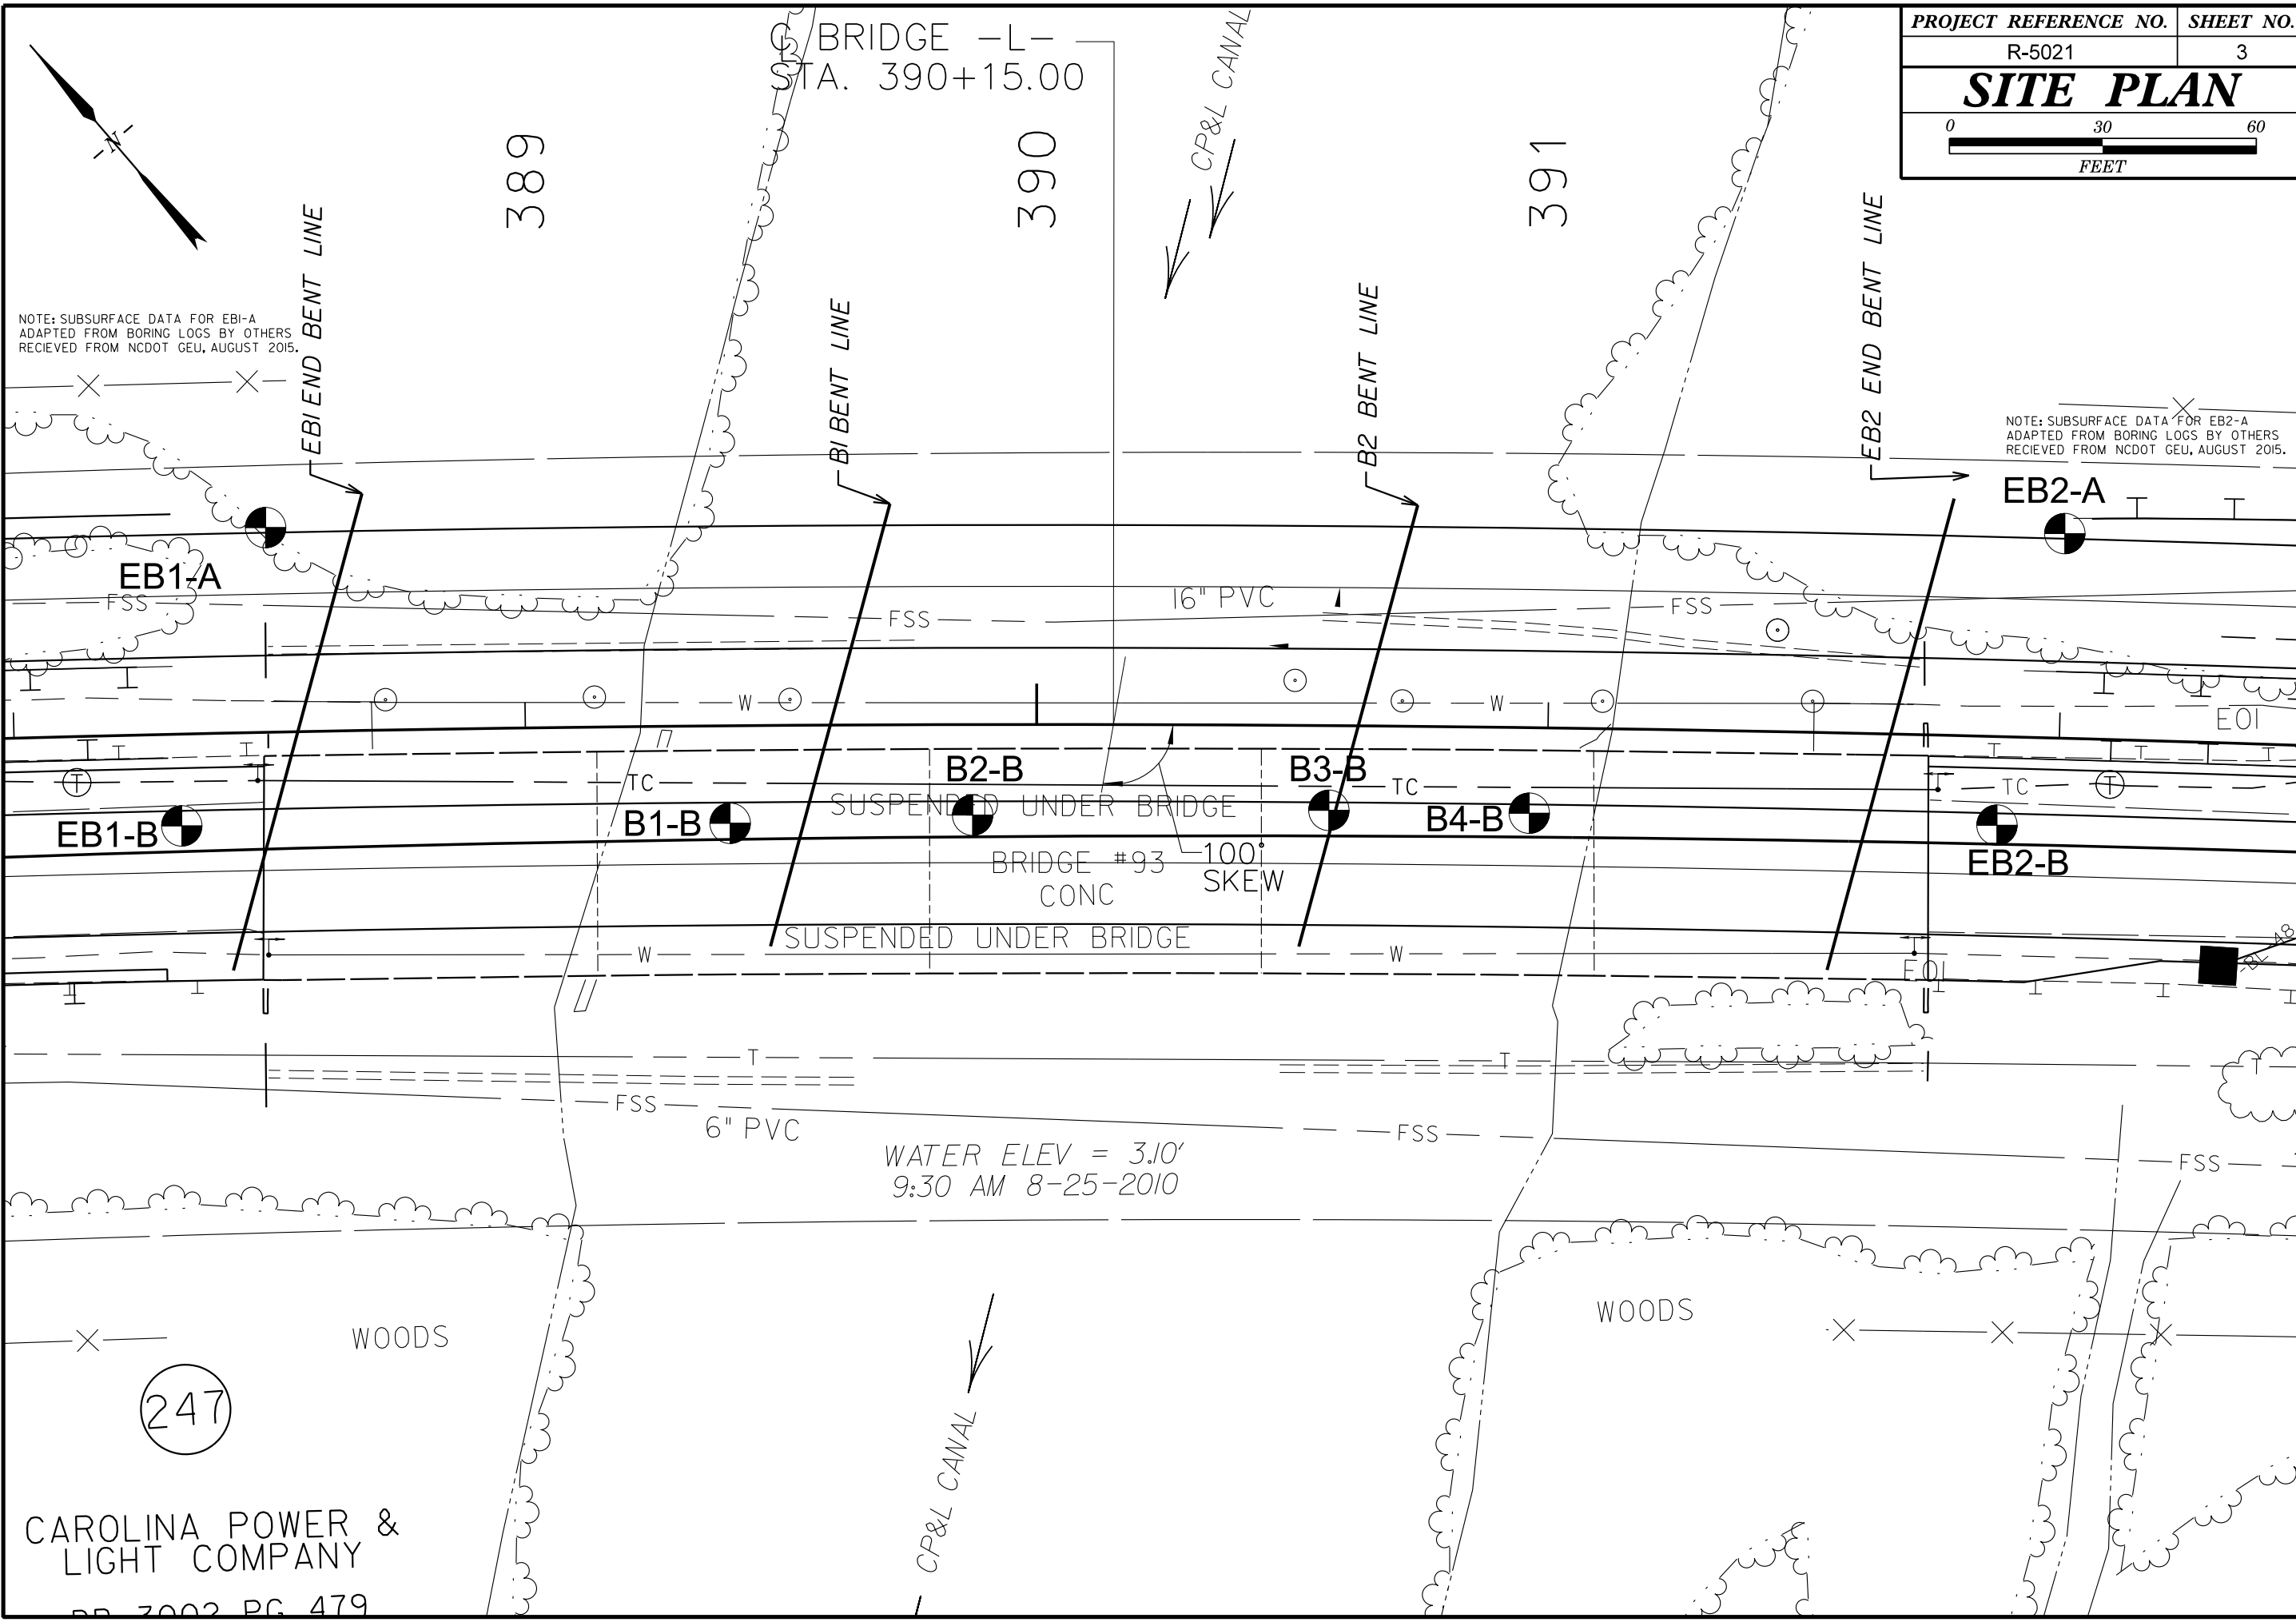 PROJECT REFERENCE NO. SHEET NO.
R-5021 3
SITE PLAN
0 30 60
FEET
℄ BRIDGE -L-
STA. 390+15.00
CP&L CANAL
-N-
389
390
391
EB1 END BENT LINE
B1 BENT LINE
B2 BENT LINE
EB2 END BENT LINE
NOTE: SUBSURFACE DATA FOR EB1-A
ADAPTED FROM BORING LOGS BY OTHERS
RECIEVED FROM NCDOT GEU, AUGUST 2015.
NOTE: SUBSURFACE DATA FOR EB2-A
ADAPTED FROM BORING LOGS BY OTHERS
RECIEVED FROM NCDOT GEU, AUGUST 2015.
EB2-A
EB1-A
FSS
FSS
16" PVC
FSS
W
W
EOI
T
TC
B2-B
B3-B
TC
TC
T
SUSPENDED UNDER BRIDGE
EB1-B
B1-B
B4-B
EB2-B
BRIDGE #93
CONC
100°
SKEW
SUSPENDED UNDER BRIDGE
W
W
EOI
T
T
T
FSS
6" PVC
FSS
FSS
WATER ELEV = 3.10'
9:30 AM 8-25-2010
WOODS
WOODS
247
CP&L CANAL
CAROLINA POWER &
LIGHT COMPANY
PG 479